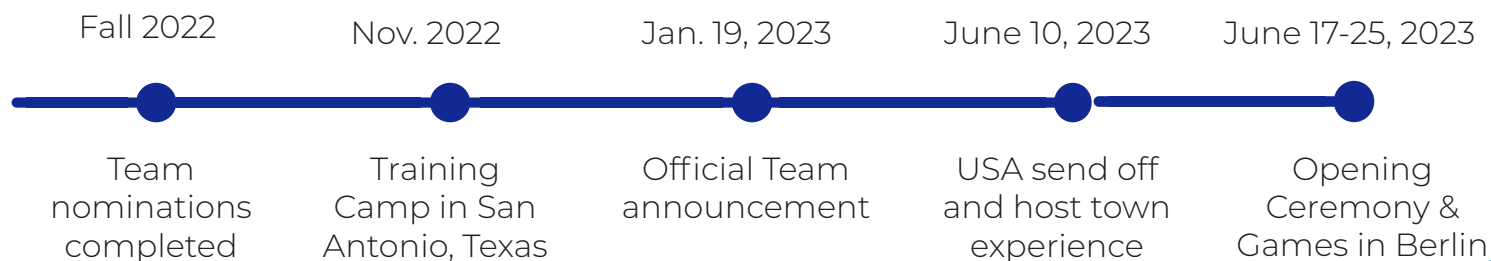 Fall 2022
Nov. 2022
Jan. 19, 2023
June 10, 2023
June 17-25, 2023
Team
nominations
completed
Training
Camp in San
Antonio, Texas
Official Team
announcement
USA send off
and host town
experience
Opening
Ceremony &
Games in Berlin